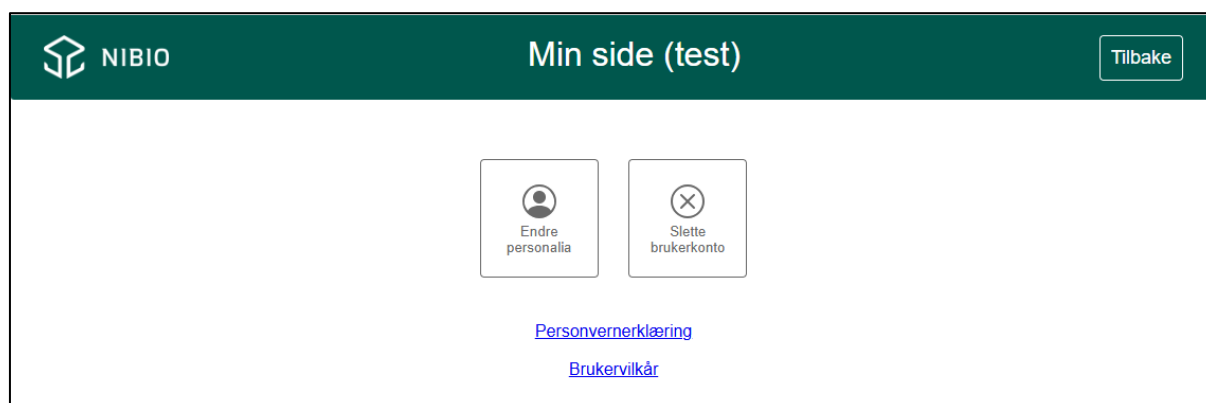 NIBIO
Min side (test)
Tilbake
Endre
personalia
Slette
brukerkonto
Personvernerklæring
Brukervilkår